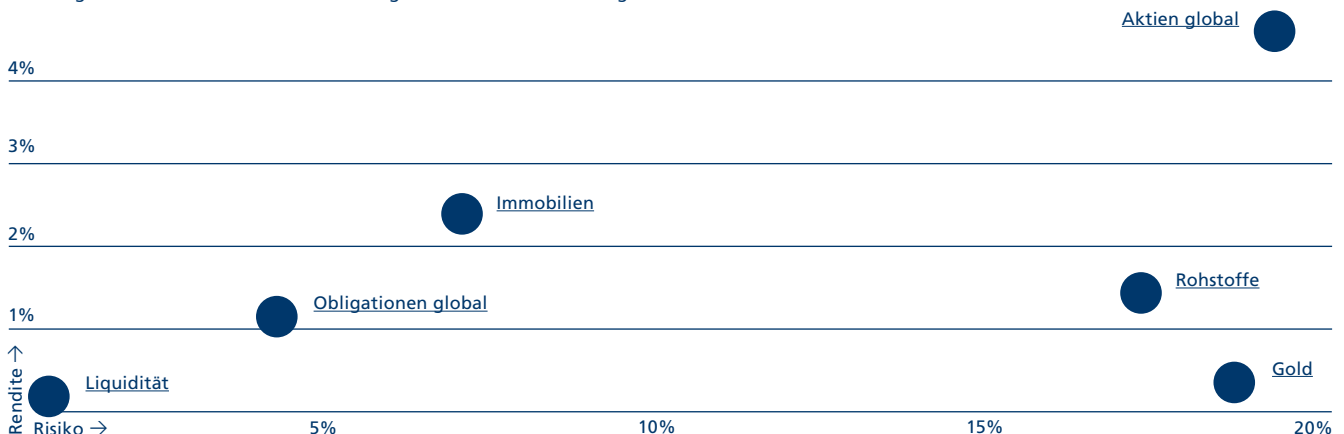 Aktien global
4%
3%
Immobilien
2%
Rohstoffe
Obligationen global
1%
Gold
Liquidität
Rendite →
Risiko → 5% 10% 15% 20%